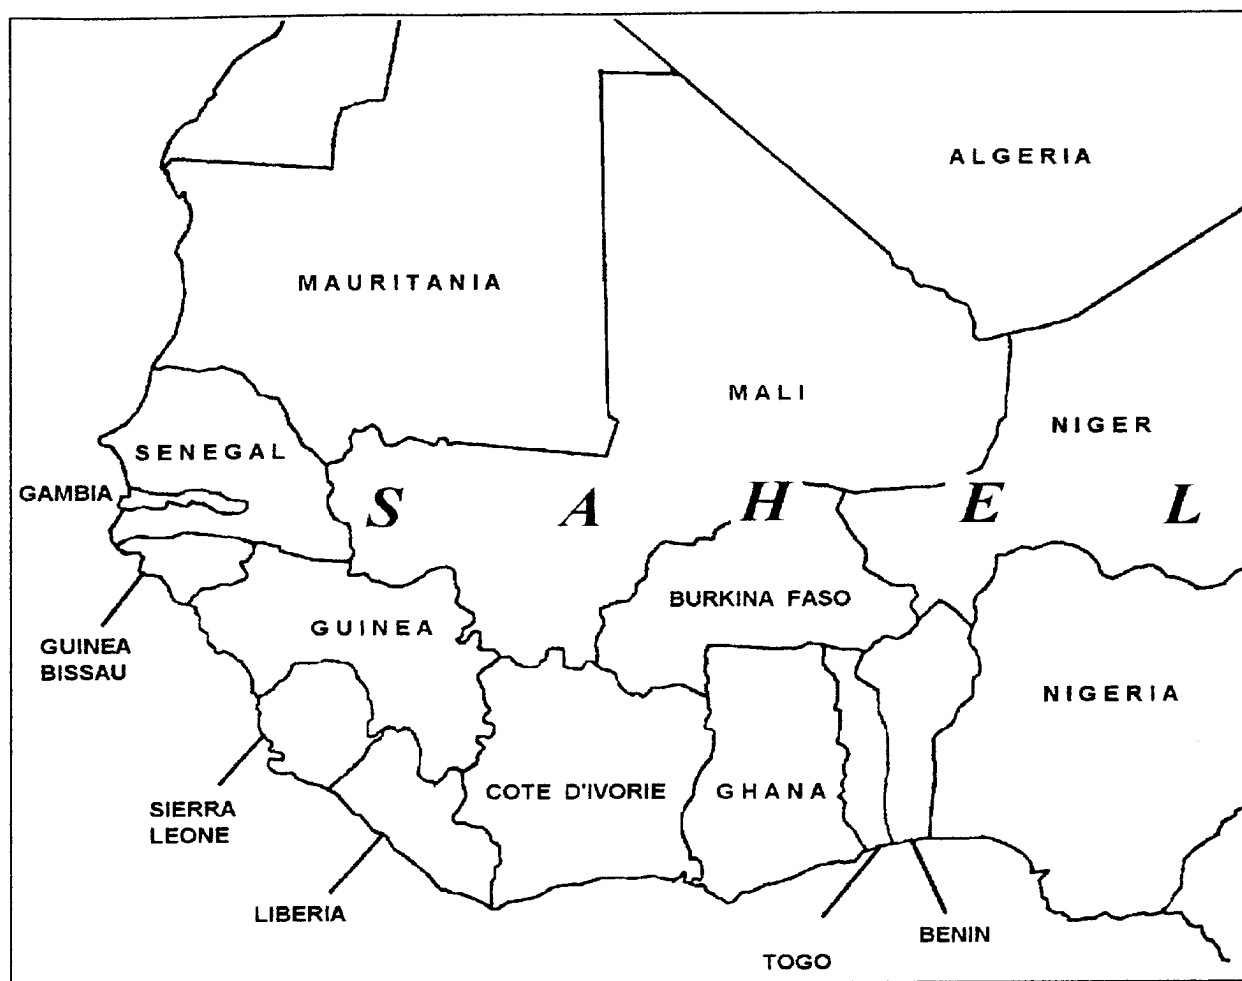 ALGERIA
MAURITANIA
MALI
NIGER
SENEGAL
GAMBIA
S A H E L
BURKINA FASO
GUINEA
GUINEA
BISSAU
NIGERIA
COTE D'IVORIE
GHANA
SIERRA
LEONE
LIBERIA
BENIN
TOGO